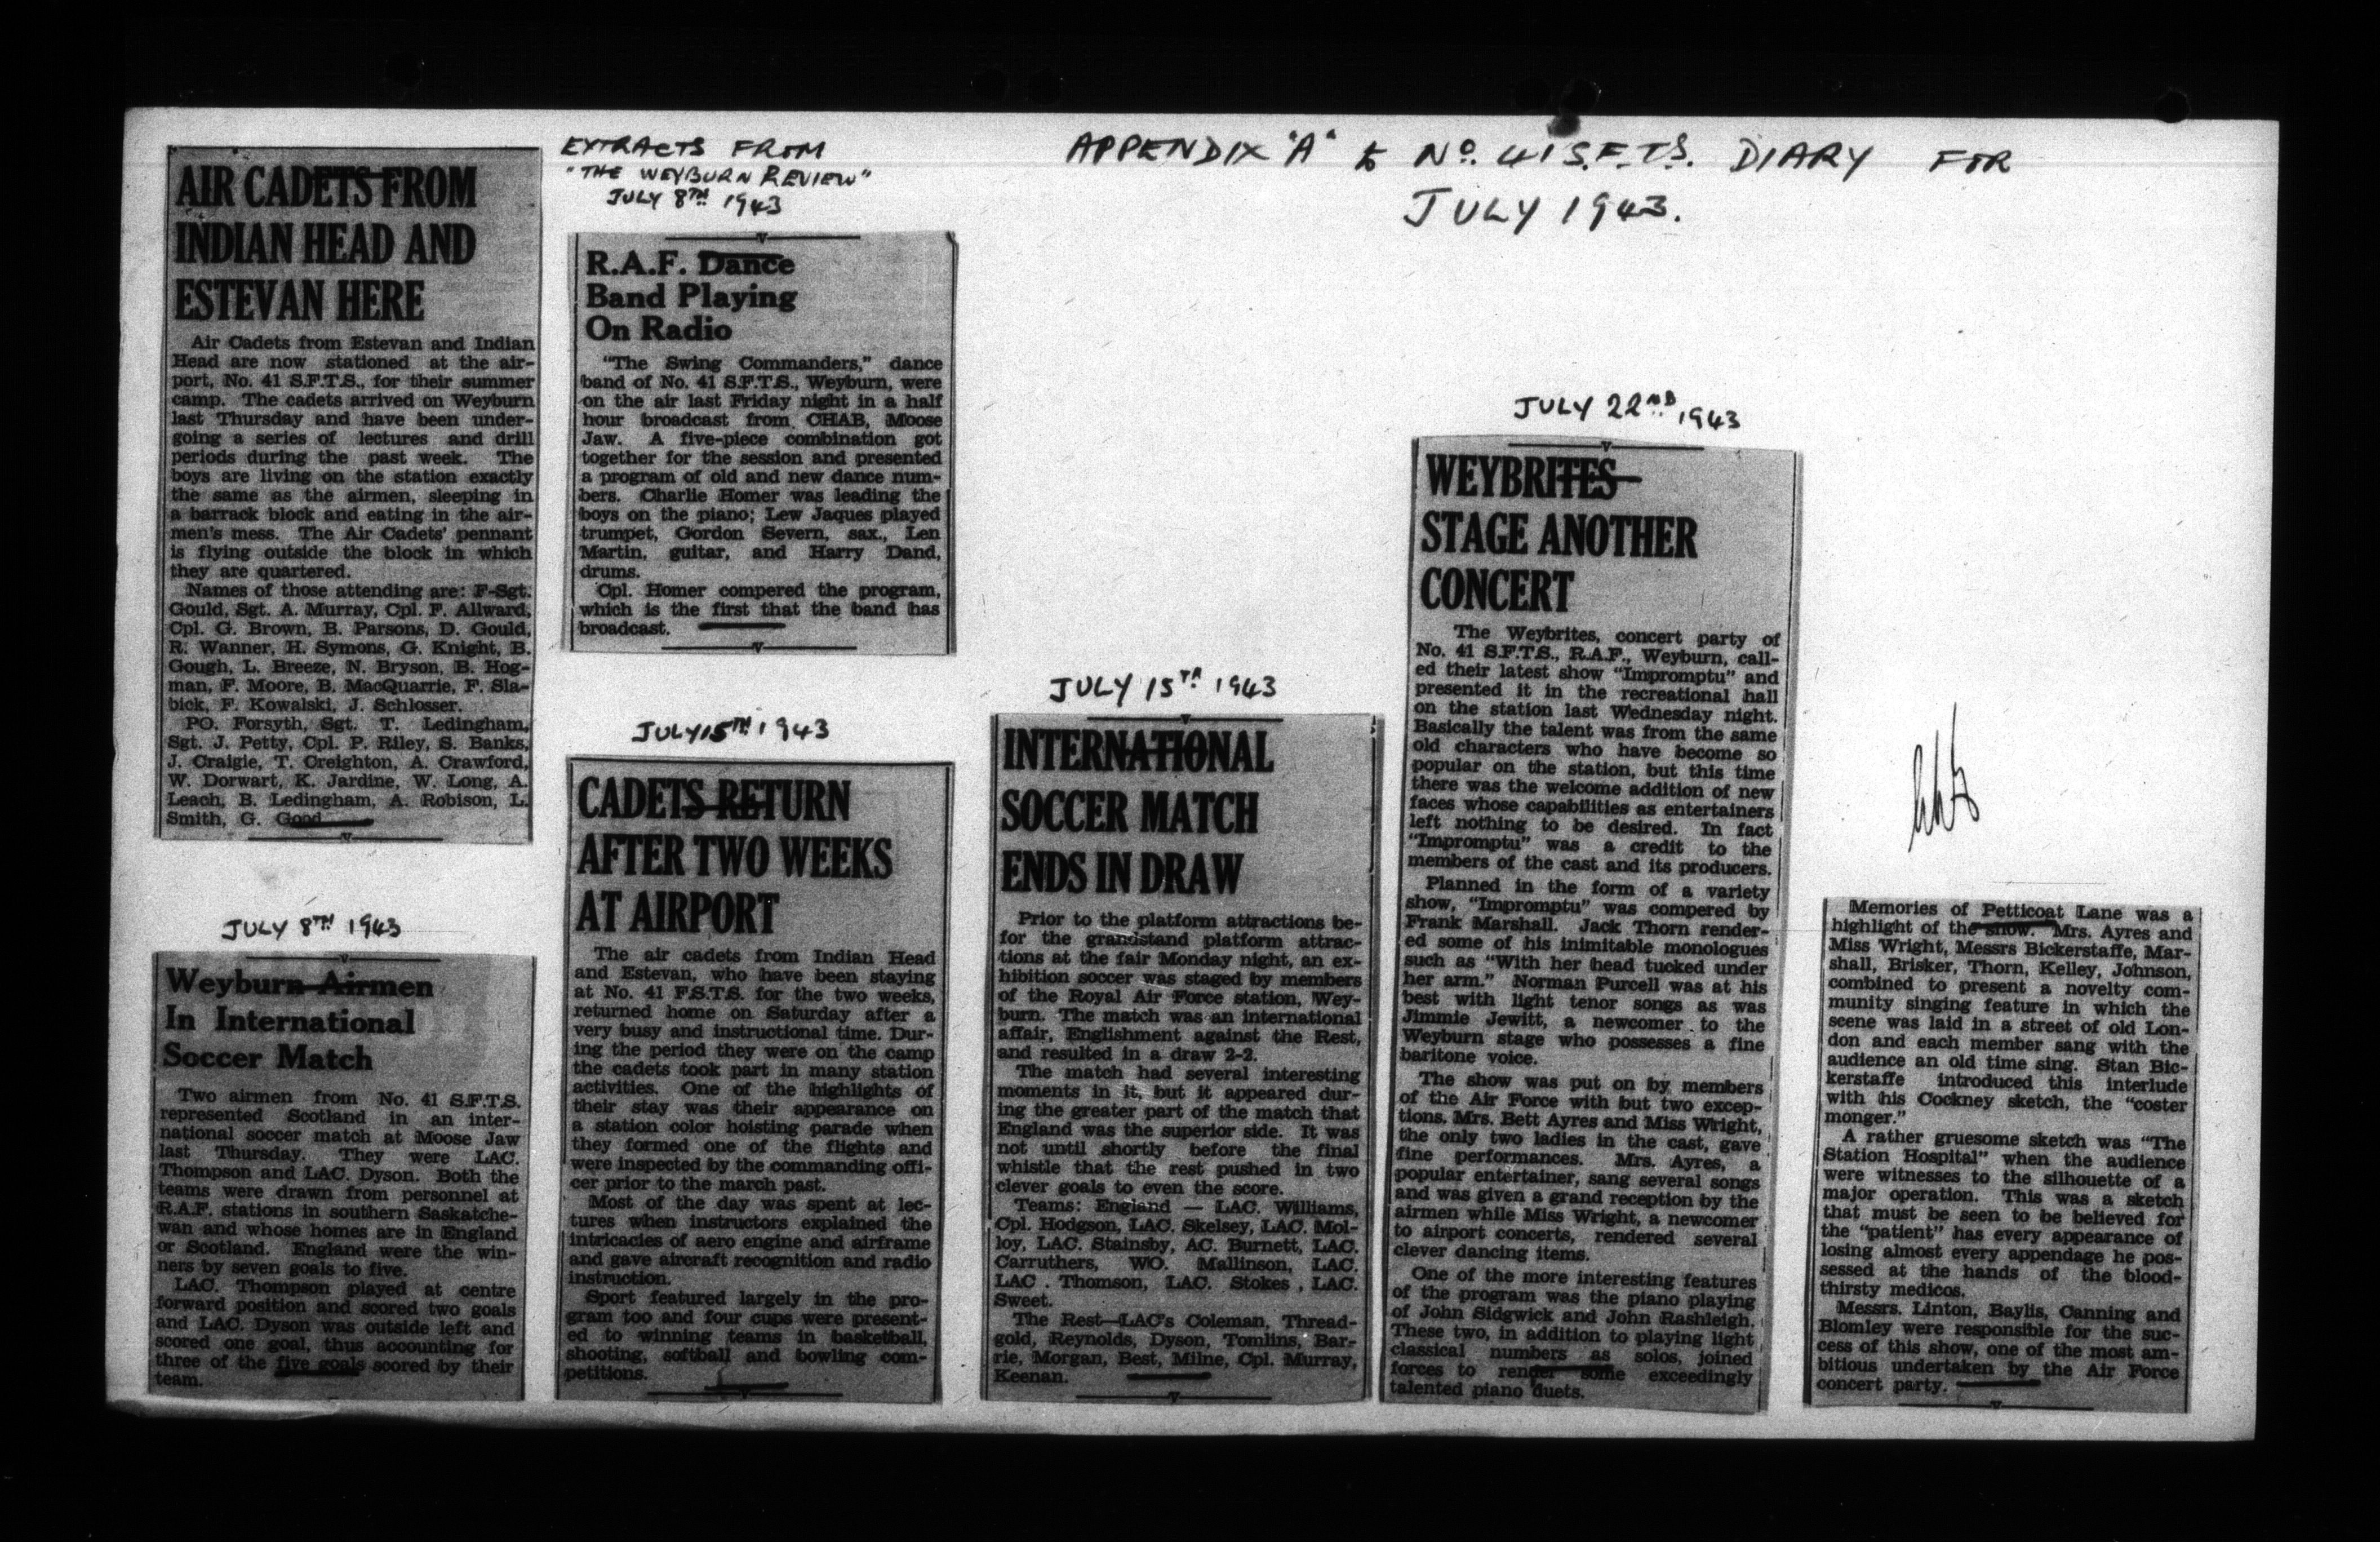 APPENDIX "A" to No. 41 S.F.T.S. DIARY FOR
JULY 1943.
EXTRACTS FROM
"THE WEYBURN REVIEW"
JULY 8TH 1943
AIR CADETS FROM
INDIAN HEAD AND
ESTEVAN HERE
Air Cadets from Estevan and Indian
Head are now stationed at the air-
port, No. 41 S.F.T.S., for their summer
camp. The cadets arrived on Weyburn
last Thursday and have been under-
going a series of lectures and drill
periods during the past week. The
boys are living on the station exactly
the same as the airmen, sleeping in
a barrack block and eating in the air-
men's mess. The Air Cadets' pennant
is flying outside the block in which
they are quartered.
Names of those attending are: F-Sgt.
Gould, Sgt. A. Murray, Cpl. F. Allward,
Cpl. G. Brown, B. Parsons, D. Gould,
R. Wanner, H. Symons, G. Knight, B.
Gough, L. Breeze, N. Bryson, B. Hog-
man, F. Moore, B. MacQuarrie, F. Sla-
bick, F. Kowalski, J. Schlosser.
PO. Forsyth, Sgt. T. Ledingham,
Sgt. J. Petty, Cpl. P. Riley, S. Banks,
J. Craigie, T. Creighton, A. Crawford,
W. Dorwart, K. Jardine, W. Long, A.
Leach, B. Ledingham, A. Robison, L.
Smith, G. Good.
JULY 8TH 1943
Weyburn Airmen
In International
Soccer Match
Two airmen from No. 41 S.F.T.S.
represented Scotland in an inter-
national soccer match at Moose Jaw
last Thursday. They were LAC.
Thompson and LAC. Dyson. Both the
teams were drawn from personnel at
R.A.F. stations in southern Saskatche-
wan and whose homes are in England
or Scotland. England were the win-
ners by seven goals to five.
LAC. Thompson played at centre
forward position and scored two goals
and LAC. Dyson was outside left and
scored one goal, thus accounting for
three of the five goals scored by their
team.
R.A.F. Dance
Band Playing
On Radio
"The Swing Commanders," dance
band of No. 41 S.F.T.S., Weyburn, were
on the air last Friday night in a half
hour broadcast from CHAB, Moose
Jaw. A five-piece combination got
together for the session and presented
a program of old and new dance num-
bers. Charlie Homer was leading the
boys on the piano; Lew Jaques played
trumpet, Gordon Severn, sax., Len
Martin, guitar, and Harry Dand,
drums.
Cpl. Homer compered the program,
which is the first that the band has
broadcast.
JULY 15TH 1943
CADETS RETURN
AFTER TWO WEEKS
AT AIRPORT
The air cadets from Indian Head
and Estevan, who have been staying
at No. 41 F.S.T.S. for the two weeks,
returned home on Saturday after a
very busy and instructional time. Dur-
ing the period they were on the camp
the cadets took part in many station
activities. One of the highlights of
their stay was their appearance on
a station color hoisting parade when
they formed one of the flights and
were inspected by the commanding offi-
cer prior to the march past.
Most of the day was spent at lec-
tures when instructors explained the
intricacies of aero engine and airframe
and gave aircraft recognition and radio
instruction.
Sport featured largely in the pro-
gram too and four cups were present-
ed to winning teams in basketball,
shooting, softball and bowling com-
petitions.
JULY 15TH 1943
INTERNATIONAL
SOCCER MATCH
ENDS IN DRAW
Prior to the platform attractions be-
for the grandstand platform attrac-
tions at the fair Monday night, an ex-
hibition soccer was staged by members
of the Royal Air Force station, Wey-
burn. The match was an international
affair, Englishment against the Rest,
and resulted in a draw 2-2.
The match had several interesting
moments in it, but it appeared dur-
ing the greater part of the match that
England was the superior side. It was
not until shortly before the final
whistle that the rest pushed in two
clever goals to even the score.
Teams: England — LAC. Williams,
Cpl. Hodgson, LAC. Skelsey, LAC. Mol-
loy, LAC. Stainsby, AC. Burnett, LAC.
Carruthers, WO. Mallinson, LAC.
LAC . Thomson, LAC. Stokes , LAC.
Sweet.
The Rest—LAC's Coleman, Thread-
gold, Reynolds, Dyson, Tomlins, Bar-
rie, Morgan, Best, Milne, Cpl. Murray,
Keenan.
JULY 22ND 1943
WEYBRITES
STAGE ANOTHER
CONCERT
The Weybrites, concert party of
No. 41 S.F.T.S., R.A.F., Weyburn, call-
ed their latest show "Impromptu" and
presented it in the recreational hall
on the station last Wednesday night.
Basically the talent was from the same
old characters who have become so
popular on the station, but this time
there was the welcome addition of new
faces whose capabilities as entertainers
left nothing to be desired. In fact
"Impromptu" was a credit to the
members of the cast and its producers.
Planned in the form of a variety
show, "Impromptu" was compered by
Frank Marshall. Jack Thorn render-
ed some of his inimitable monologues
such as "With her head tucked under
her arm." Norman Purcell was at his
best with light tenor songs as was
Jimmie Jewitt, a newcomer to the
Weyburn stage who possesses a fine
baritone voice.
The show was put on by members
of the Air Force with but two excep-
tions, Mrs. Bett Ayres and Miss Wright,
the only two ladies in the cast, gave
fine performances. Mrs. Ayres, a
popular entertainer, sang several songs
and was given a grand reception by the
airmen while Miss Wright, a newcomer
to airport concerts, rendered several
clever dancing items.
One of the more interesting features
of the program was the piano playing
of John Sidgwick and John Rashleigh.
These two, in addition to playing light
classical numbers as solos, joined
forces to render some exceedingly
talented piano duets.
Memories of Petticoat Lane was a
highlight of the show. Mrs. Ayres and
Miss Wright, Messrs Bickerstaffe, Mar-
shall, Brisker, Thorn, Kelley, Johnson,
combined to present a novelty com-
munity singing feature in which the
scene was laid in a street of old Lon-
don and each member sang with the
audience an old time sing. Stan Bic-
kerstaffe introduced this interlude
with his Cockney sketch, the "coster
monger."
A rather gruesome sketch was "The
Station Hospital" when the audience
were witnesses to the silhouette of a
major operation. This was a sketch
that must be seen to be believed for
the "patient" has every appearance of
losing almost every appendage he pos-
sessed at the hands of the blood-
thirsty medicos.
Messrs. Linton, Baylis, Canning and
Blomley were responsible for the suc-
cess of this show, one of the most am-
bitious undertaken by the Air Force
concert party.